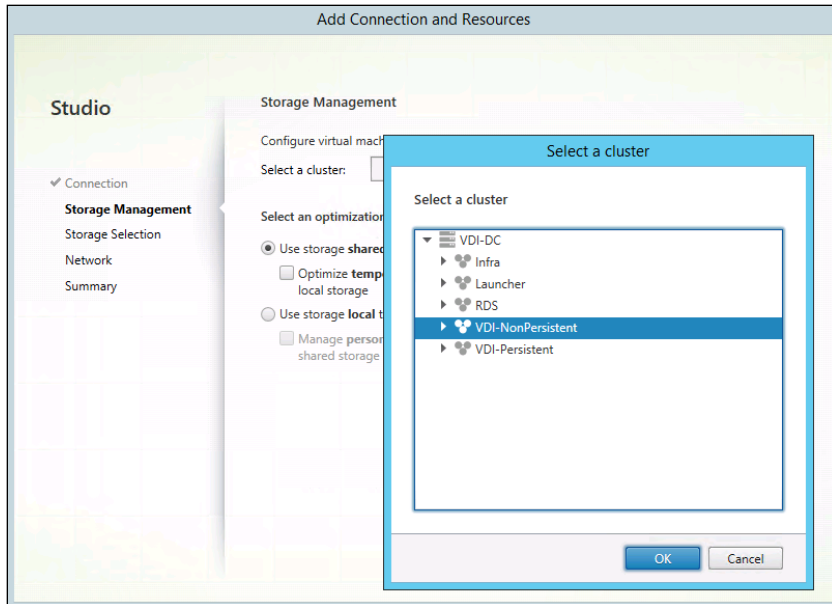 Add Connection and Resources
Studio
Connection
Storage Management
Storage Selection
Network
Summary
Storage Management
Configure virtual mach
Select a cluster:
Select an optimization
Use storage shared
Optimize tempo
local storage
Use storage local t
Manage person
shared storage
Select a cluster
Select a cluster
VDI-DC
Infra
Launcher
RDS
VDI-NonPersistent
VDI-Persistent
OK
Cancel